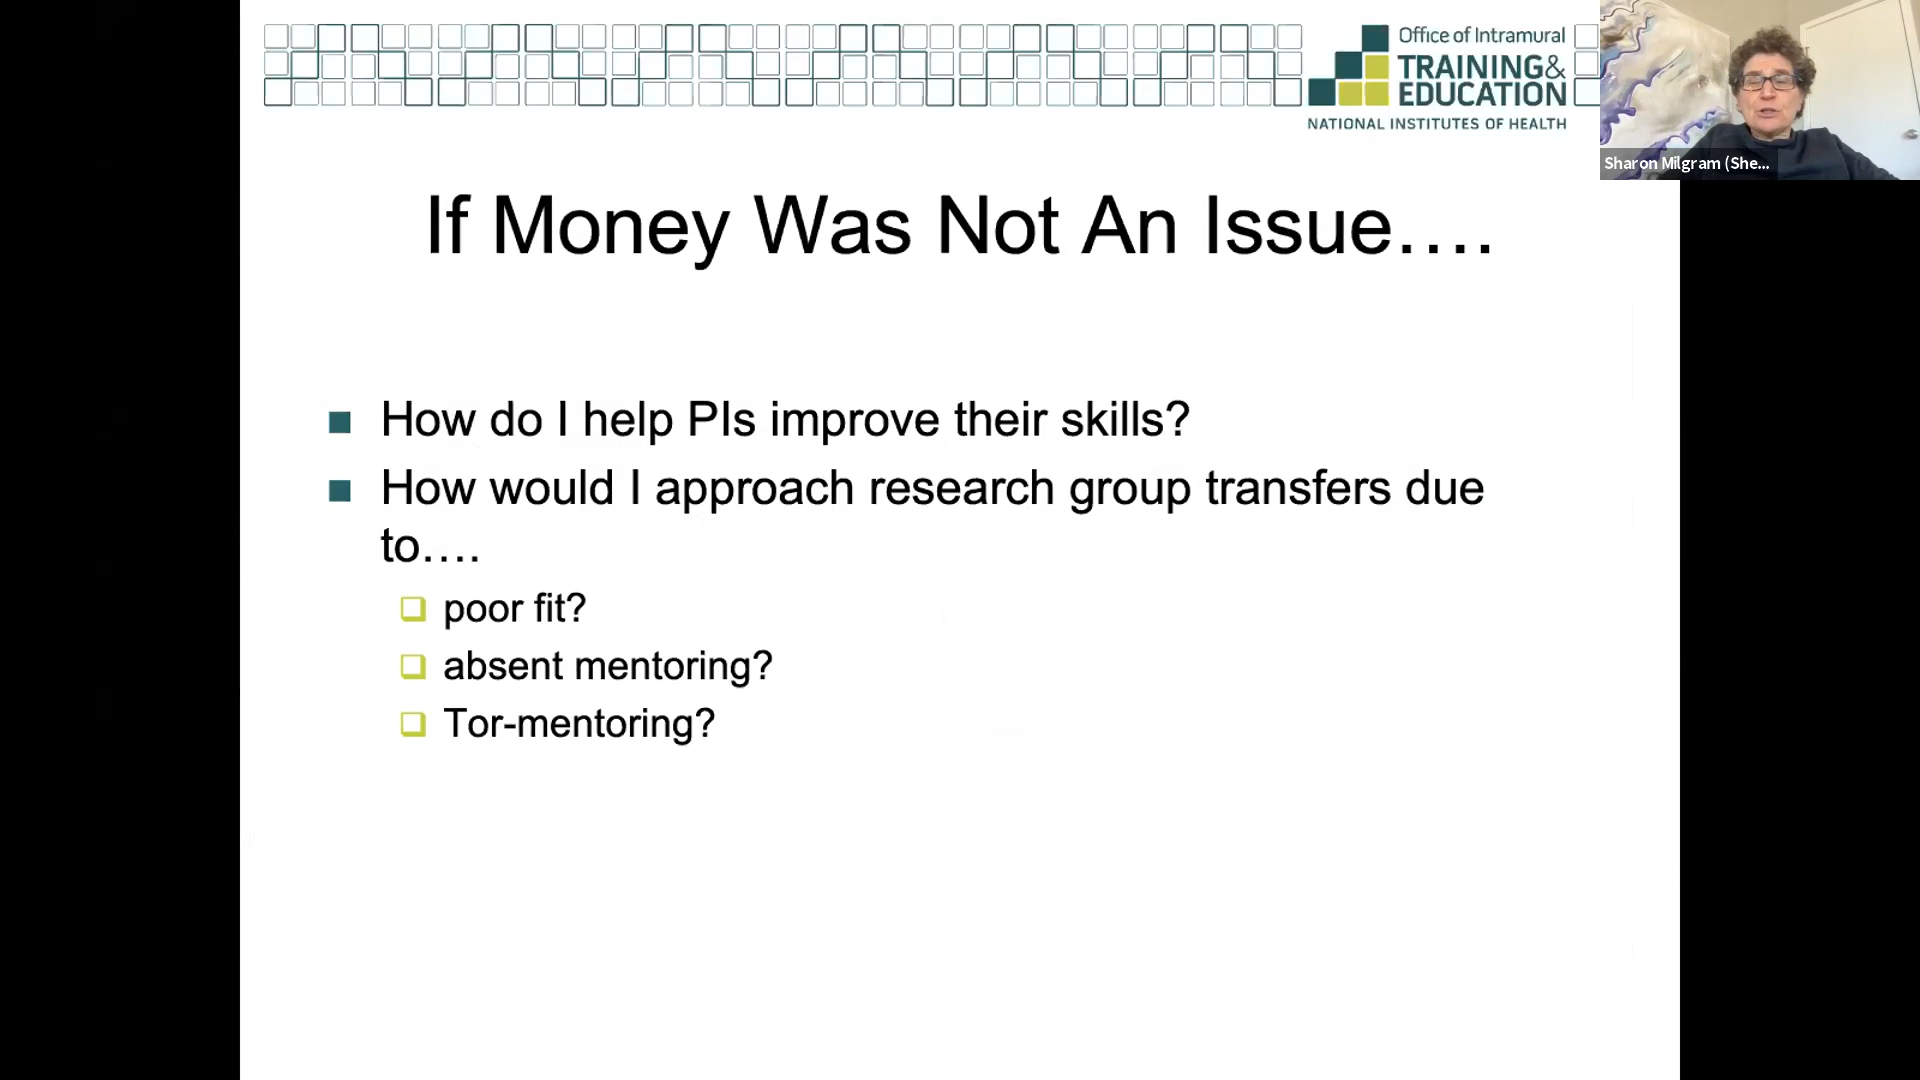 Office of Intramural
TRAINING&
EDUCATION
NATIONAL INSTITUTES OF HEALTH
Sharon Milgram (She...
If Money Was Not An Issue….
How do I help PIs improve their skills?
How would I approach research group transfers due
to….
poor fit?
absent mentoring?
Tor-mentoring?